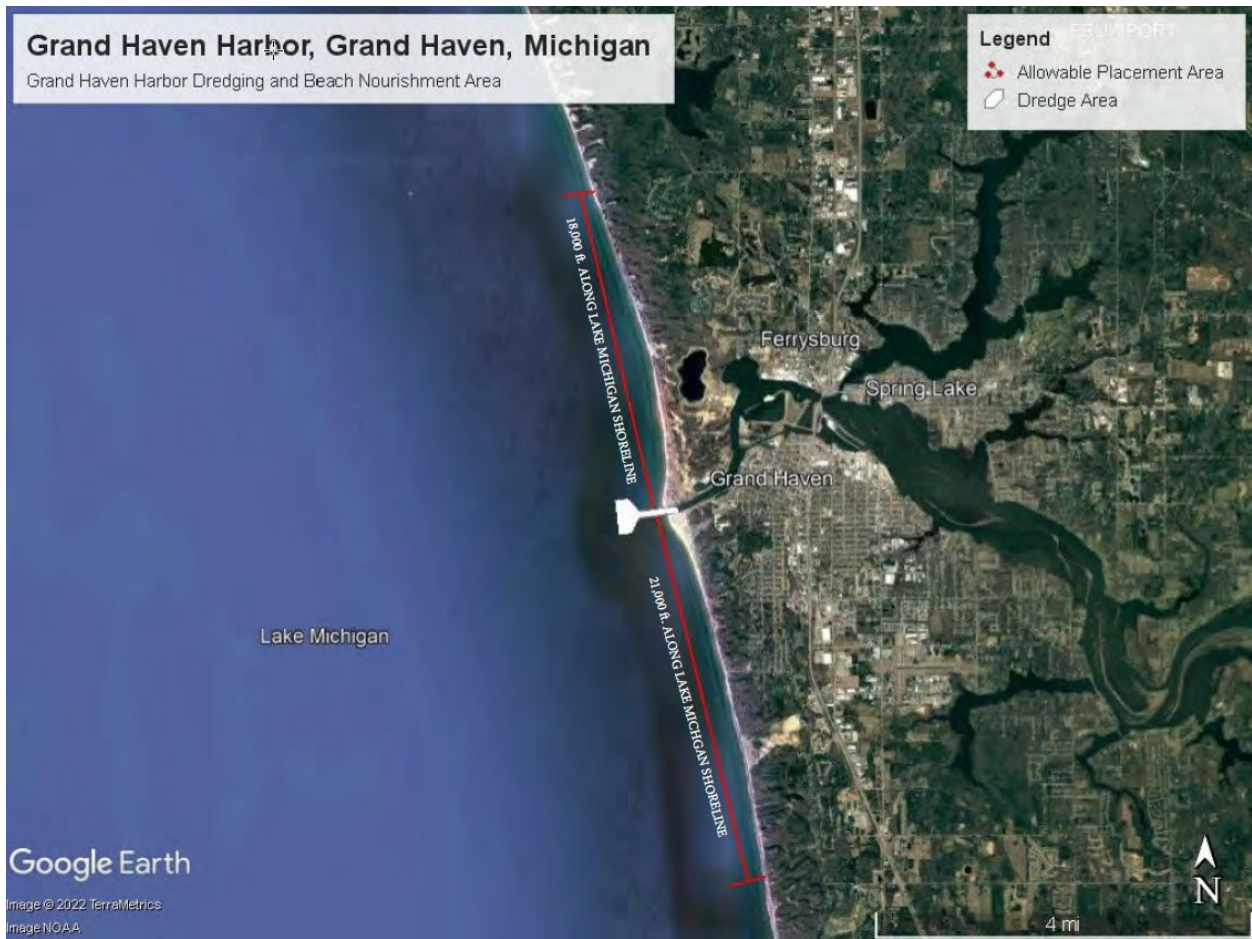 Grand Haven Harbor, Grand Haven, Michigan
Grand Haven Harbor Dredging and Beach Nourishment Area
FRUITPORT
Legend
Allowable Placement Area
Dredge Area
18,000 ft. ALONG LAKE MICHIGAN SHORELINE
Ferrysburg
Spring Lake
Grand Haven
21,000 ft. ALONG LAKE MICHGAN SHORELINE
Lake Michigan
Google Earth
Image © 2022 TerraMetrics
Image NOAA
N
4 mi